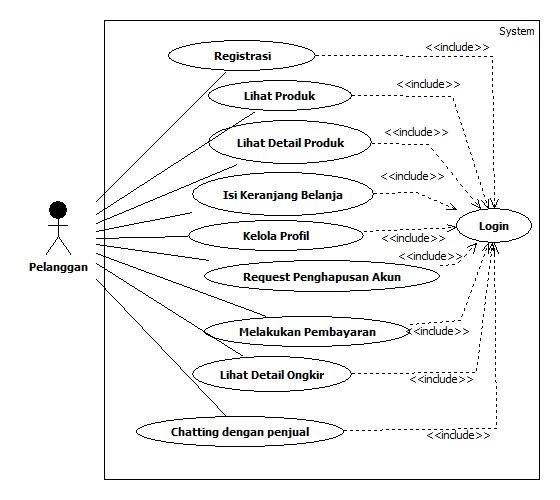 System
Registrasi
<<include>>
Lihat Produk
<<include>>
Lihat Detail Produk
<<include>>
Isi Keranjang Belanja
<<include>>
Kelola Profil
<<include>>
Login
Pelanggan
Request Penghapusan Akun
<<include>>
Melakukan Pembayaran
<<include>>
Lihat Detail Ongkir
<<include>>
Chatting dengan penjual
<<include>>